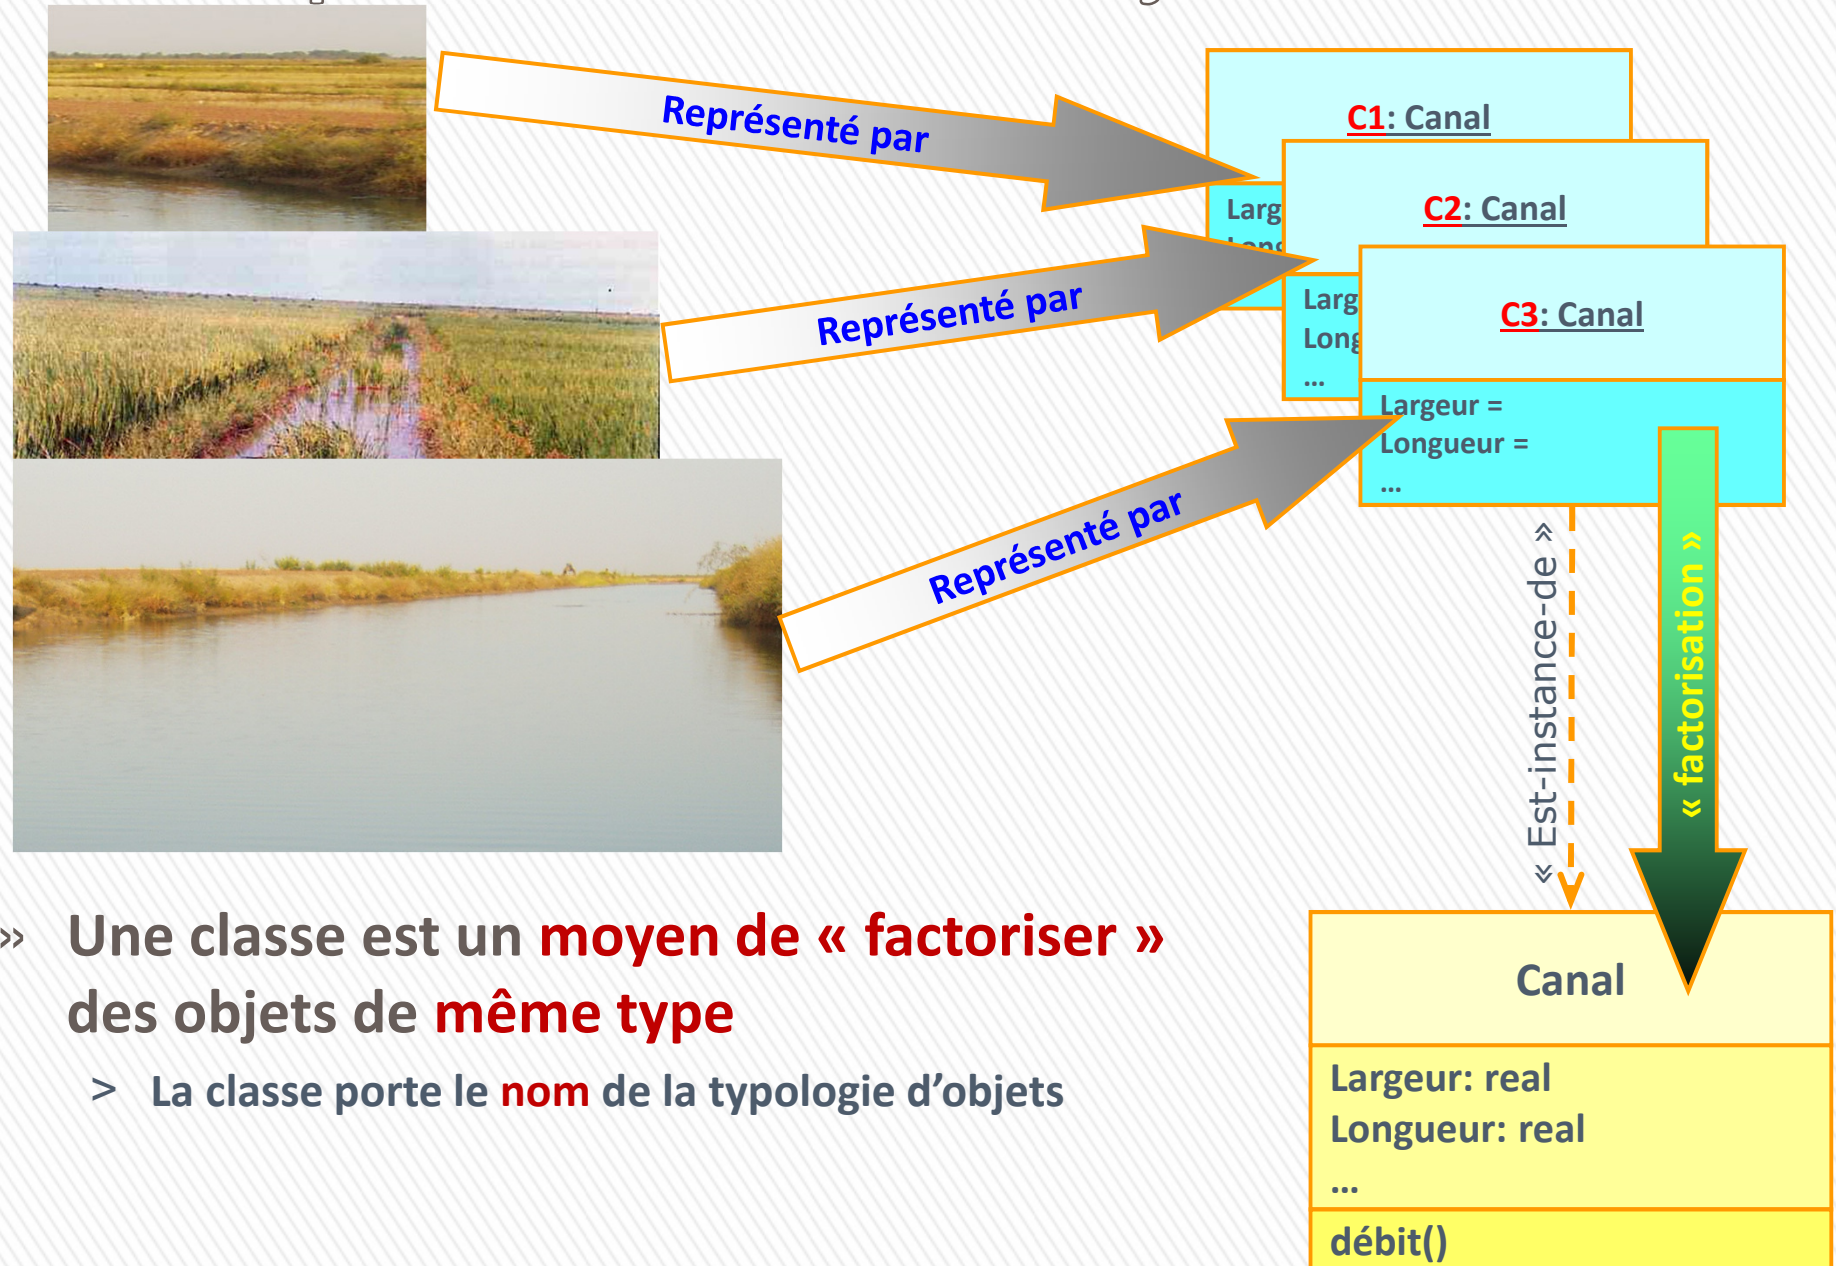 Représenté par
C1: Canal
Représenté par
C2: Canal
Larg
Long
…
Représenté par
C3: Canal
Largeur =
Longueur =
…
« Est-instance-de »
« factorisation »
» Une classe est un moyen de « factoriser »
des objets de même type
> La classe porte le nom de la typologie d’objets
Canal
Largeur: real
Longueur: real
…
débit()